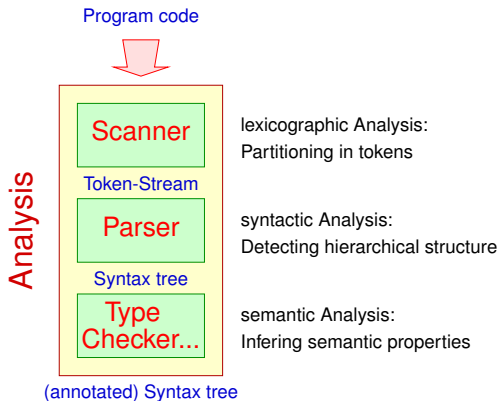 Program code
Analysis
Scanner
lexicographic Analysis:
Partitioning in tokens
Token-Stream
Parser
syntactic Analysis:
Detecting hierarchical structure
Syntax tree
Type
Checker...
semantic Analysis:
Infering semantic properties
(annotated) Syntax tree